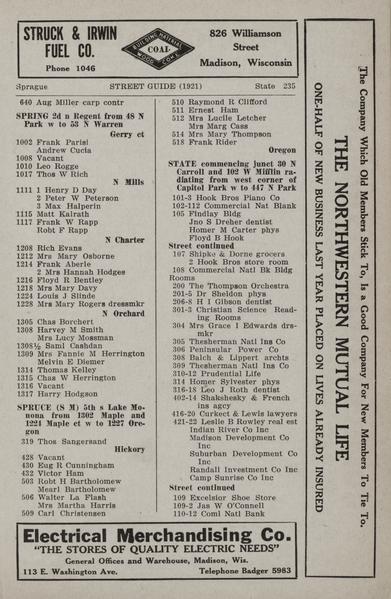 STRUCK & IRWIN
FUEL CO.
Phone 1046
BUILDING MATERIAL
COAL
WOOD COKE
826 Williamson
Street
Madison, Wisconsin
Sprague STREET GUIDE (1921) State 235
640 Aug Miller carp contr
SPRING 2d n Regent from 48 N
Park w to 53 N Warren
Gerry ct
1002 Frank Parisi
Andrew Cucia
1008 Vacant
1010 Leo Rogge
1017 Thos W Rich
N Mills
1111 1 Henry D Day
2 Peter W Peterson
3 Max Halperin
1115 Matt Kalrath
1117 Frank W Rapp
Robt F Rapp
N Charter
1208 Rich Evans
1212 Mrs Mary Osborne
1214 Frank Aberle
2 Mrs Hannah Hodges
1216 Floyd R Bentley
1218 Mrs Mary Davy
1224 Louis J Slinde
1228 Mrs Mary Rogers dressmkr
N Orchard
1305 Chas Borchert
1308 Harvey M Smith
Mrs Lucy Mossman
1308½ Saml Cashdan
1309 Mrs Fannie M Herrington
Melvin E Diemer
1314 Thomas Kelley
1315 Chas W Herrington
1316 Vacant
1317 Harry Hodgson
SPRUCE (S M) 5th s Lake Mo-
nona from 1302 Maple and
1224 Maple ct w to 1227 Ore-
gon
319 Thos Sangersand
Hickory
428 Vacant
430 Eug R Cunningham
432 Victor Ham
503 Robt H Bartholomew
Mearl Bartholomew
506 Walter La Flash
Mrs Martha Harris
509 Carl Christensen
510 Raymond R Clifford
511 Ernest Ham
512 Mrs Lucile Letcher
Mrs Marg Cass
514 Mrs Mary Thompson
518 Frank Rider
Oregon
STATE commencing junct 30 N
Carroll and 102 W Mifflin ra-
diating from west corner of
Capitol Park w to 447 N Park
101-3 Hook Bros Piano Co
102-112 Commercial Natl Blank
105 Findlay Bldg
Jno S Dreher dentist
Homer M Carter phys
Floyd B Hook
Street continued
107 Shipke & Dorne grocers
2 Hook Bros store room
108 Commercial Natl Bk Bldg
Rooms
200 The Thompson Orchestra
201-5 Dr Sheldon phys
206-8 H I Gibson dentist
301-3 Christian Science Read-
ing Rooms
304 Mrs Grace I Edwards drs-
mkr
305 Thesherman Natl Ins Co
306 Peninsular Power Co
308 Balch & Lippert archts
309 Thesherman Natl Ins Co
310-12 Prudential Life
314 Homer Sylvester phys
316-18 Leo J Roth dentist
402-14 Shakshesky & French
ins agcy
416-20 Curkeet & Lewis lawyers
421-22 Leslie B Rowley real est
Indian River Co Inc
Madison Development Co
Inc
Suburban Development Co
Inc
Randall Investment Co Inc
Camp Sunrise Co Inc
Street continued
109 Excelsior Shoe Store
109-2 Jas W O'Connell
110-12 Coml Natl Bank
The Company Which Old Members Stick To, Is a Good Company For New Members To Tie To.
THE NORTHWESTERN MUTUAL LIFE
ONE-HALF OF NEW BUSINESS LAST YEAR PLACED ON LIVES ALREADY INSURED
Electrical Merchandising Co.
"THE STORES OF QUALITY ELECTRIC NEEDS"
General Offices and Warehouse, Madison, Wis.
113 E. Washington Ave. Telephone Badger 5983